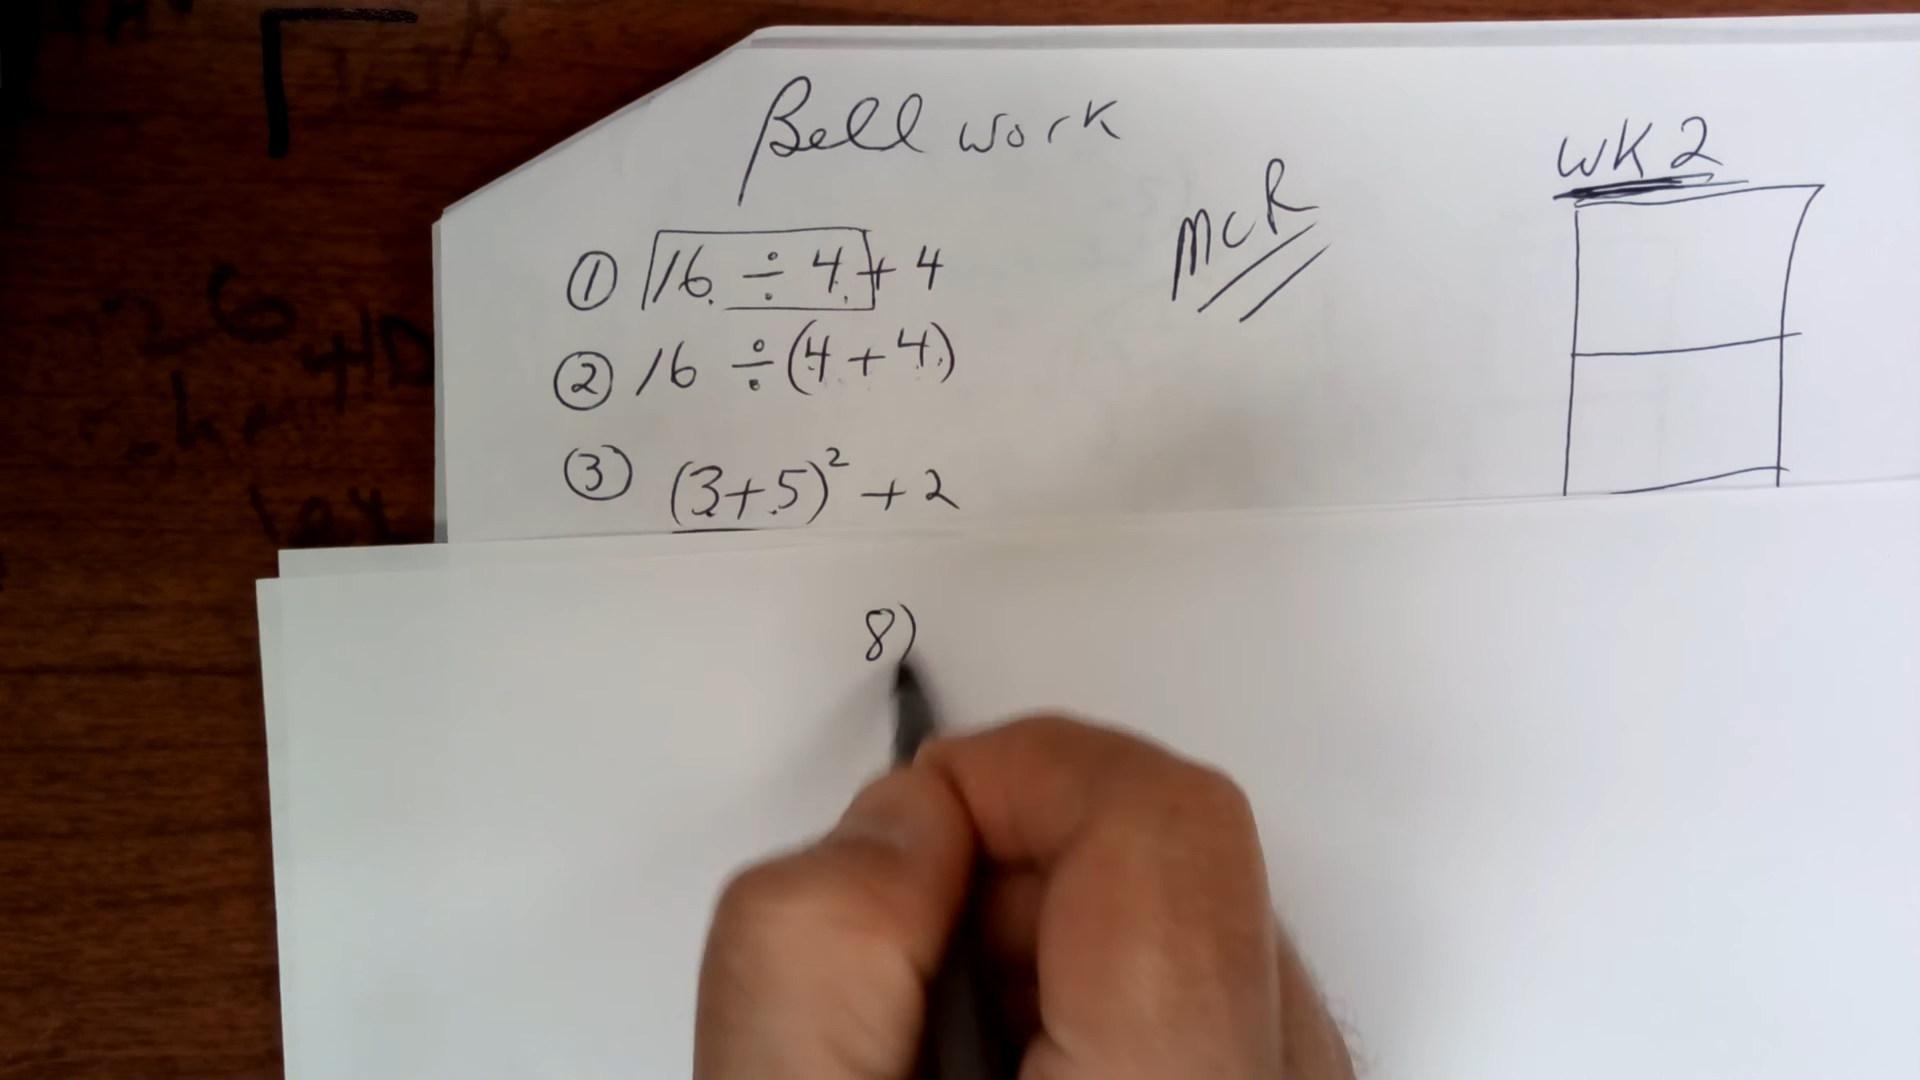 Bell work
WK 2
MCR
① 16 ÷ 4 + 4
② 16 ÷ (4 + 4)
③ (3+5)² + 2
8)